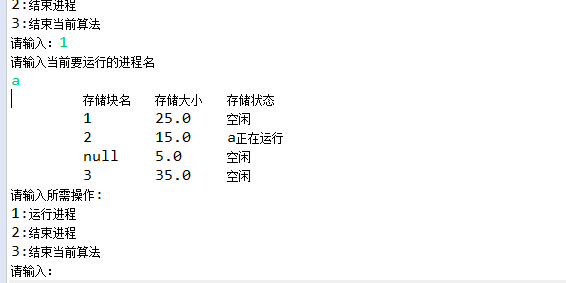 2:结束进程
3:结束当前算法
请输入：1
请输入当前要运行的进程名
a
存储块名 存储大小 存储状态
1 25.0 空闲
2 15.0 a正在运行
null 5.0 空闲
3 35.0 空闲
请输入所需操作：
1:运行进程
2:结束进程
3:结束当前算法
请输入：